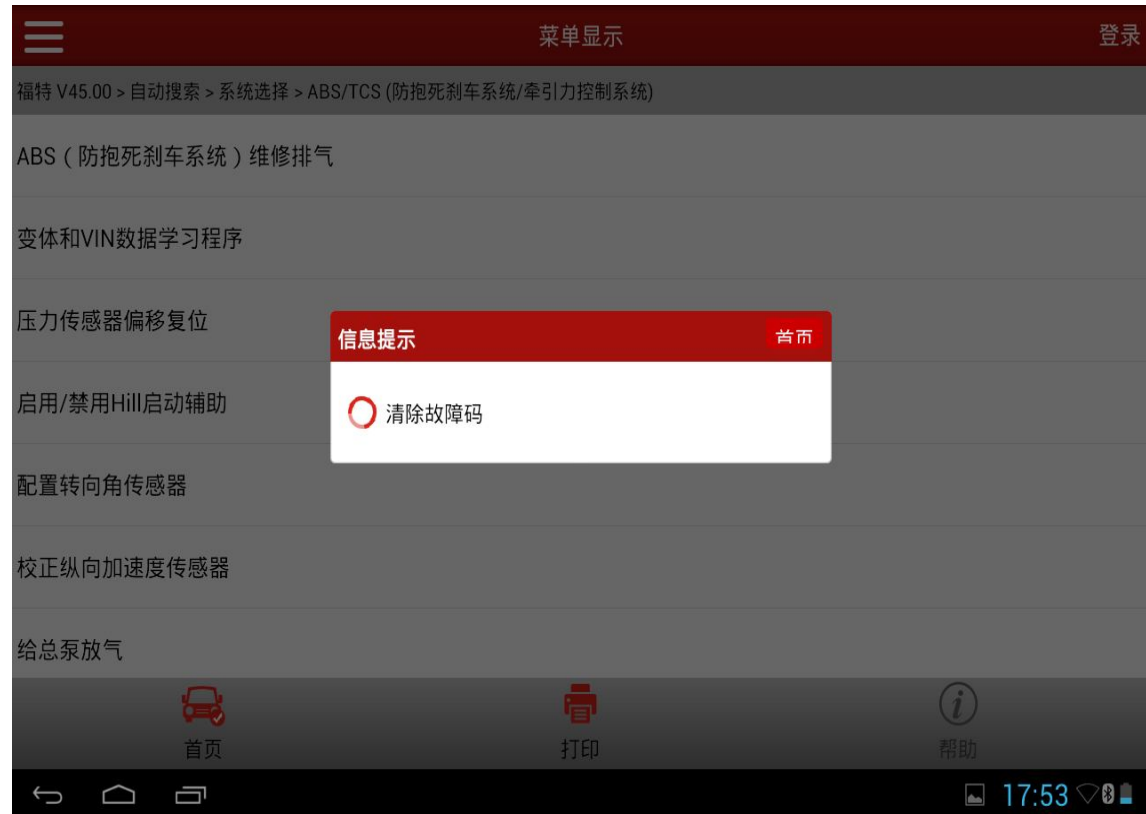 菜单显示
登录
福特 V45.00 > 自动搜索 > 系统选择 > ABS/TCS (防抱死刹车系统/牵引力控制系统)
ABS（防抱死刹车系统）维修排气
变体和VIN数据学习程序
压力传感器偏移复位
信息提示
首页
启用/禁用Hill启动辅助
清除故障码
配置转向角传感器
校正纵向加速度传感器
给总泵放气
首页
打印
帮助
17:53